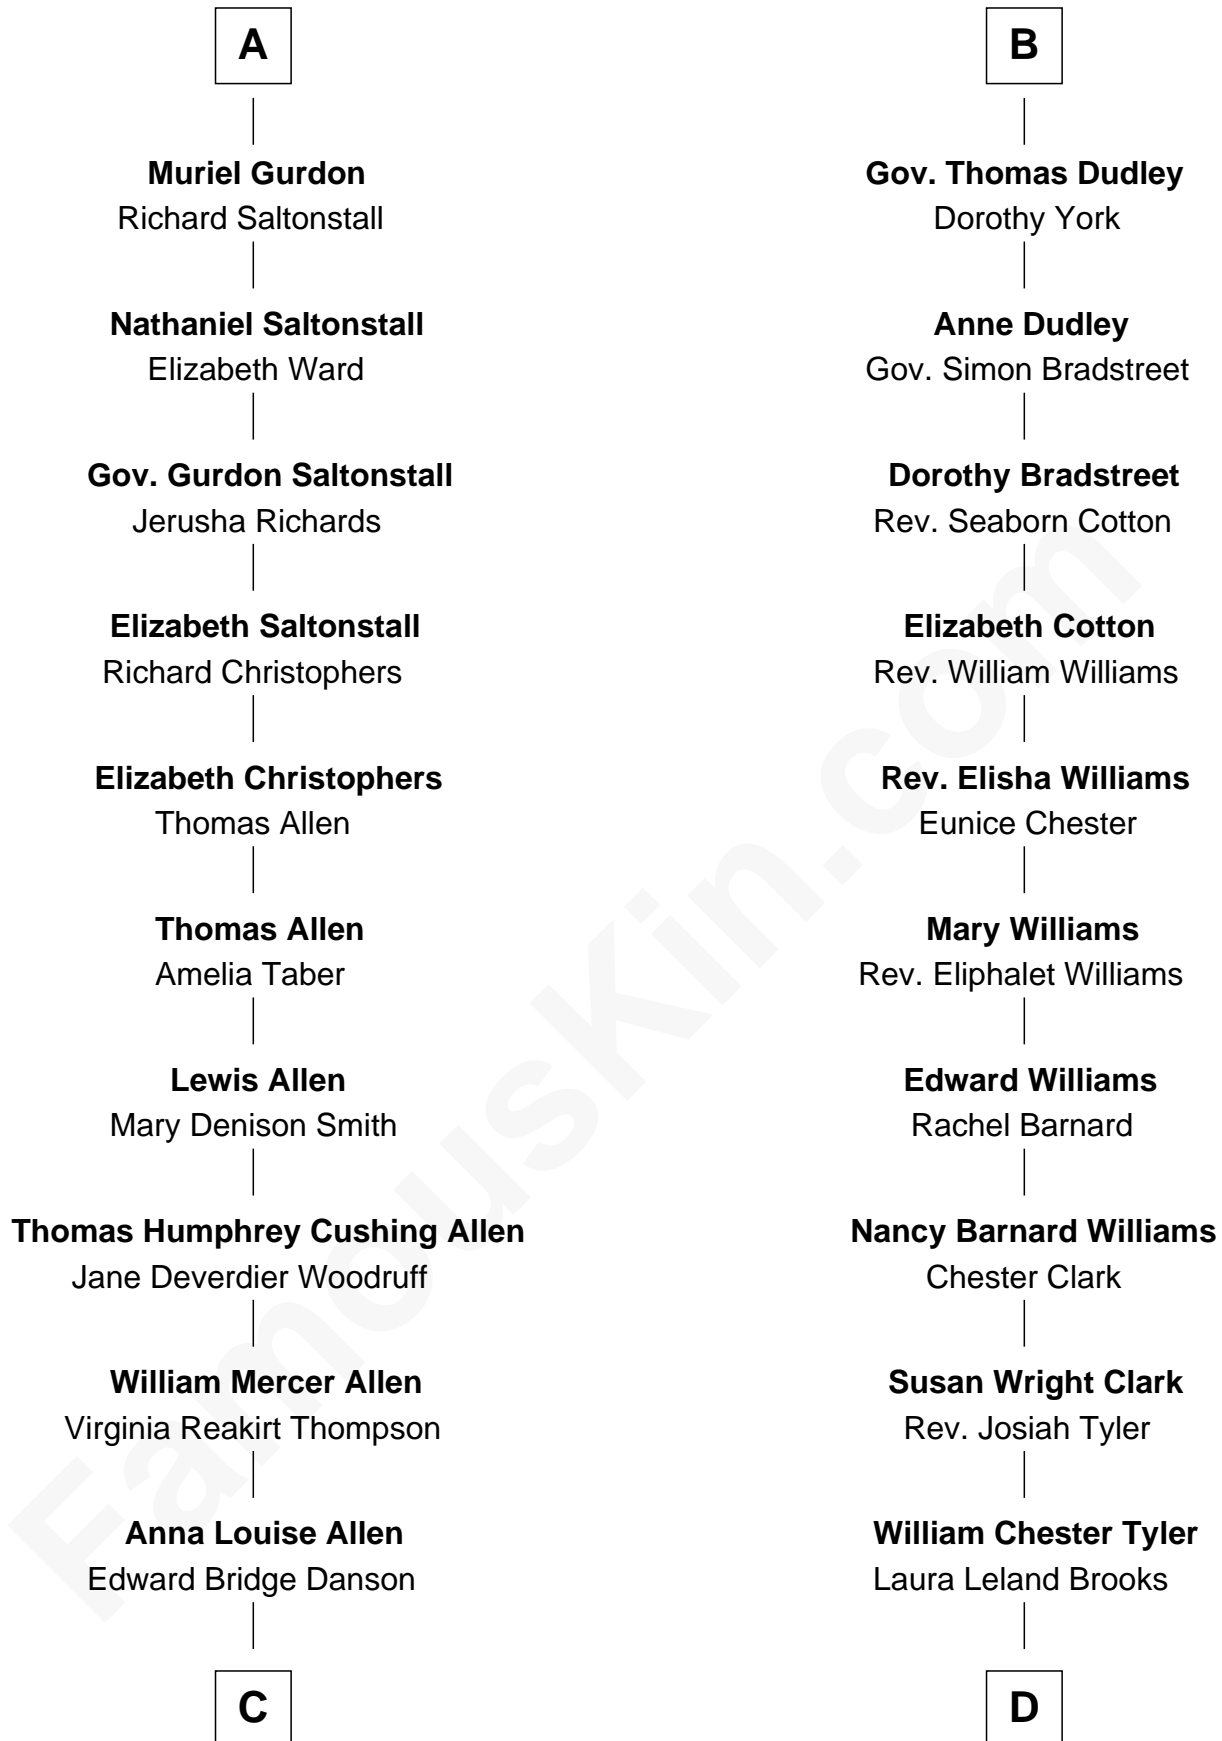 A
Muriel Gurdon
Richard Saltonstall
Nathaniel Saltonstall
Elizabeth Ward
Gov. Gurdon Saltonstall
Jerusha Richards
Elizabeth Saltonstall
Richard Christophers
Elizabeth Christophers
Thomas Allen
Thomas Allen
Amelia Taber
Lewis Allen
Mary Denison Smith
Thomas Humphrey Cushing Allen
Jane Deverdier Woodruff
William Mercer Allen
Virginia Reakirt Thompson
Anna Louise Allen
Edward Bridge Danson
C
B
Gov. Thomas Dudley
Dorothy York
Anne Dudley
Gov. Simon Bradstreet
Dorothy Bradstreet
Rev. Seaborn Cotton
Elizabeth Cotton
Rev. William Williams
Rev. Elisha Williams
Eunice Chester
Mary Williams
Rev. Eliphalet Williams
Edward Williams
Rachel Barnard
Nancy Barnard Williams
Chester Clark
Susan Wright Clark
Rev. Josiah Tyler
William Chester Tyler
Laura Leland Brooks
D
FamousKin.com